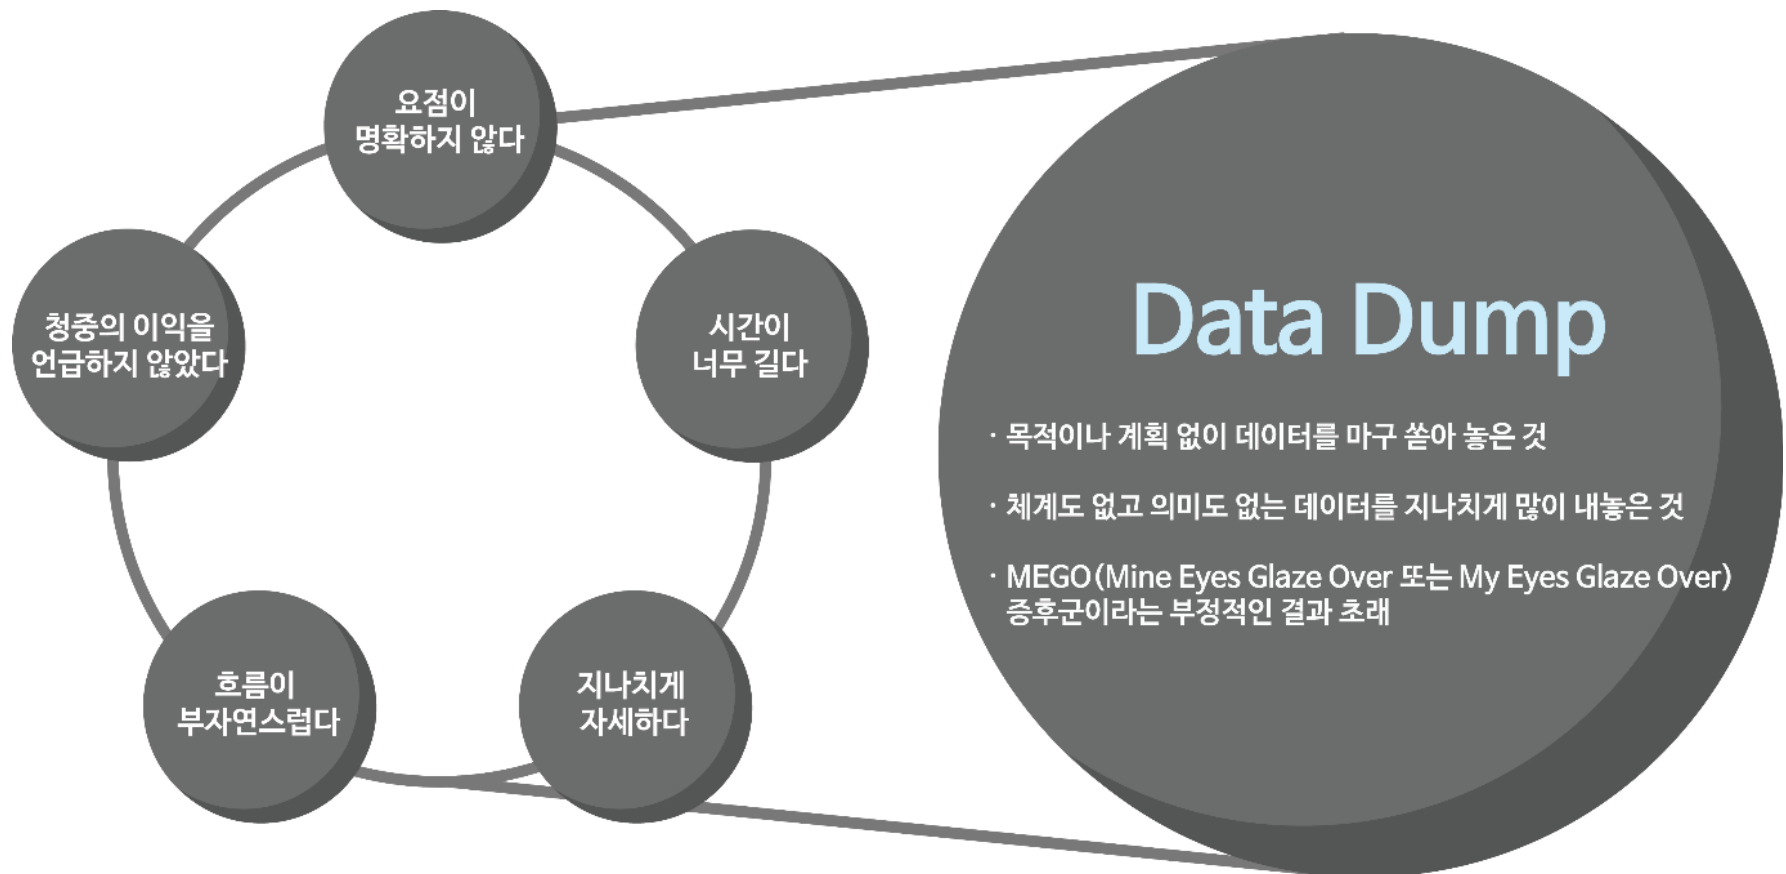 요점이
명확하지 않다
청중의 이익을
언급하지 않았다
시간이
너무 길다
흐름이
부자연스럽다
지나치게
자세하다
Data Dump
· 목적이나 계획 없이 데이터를 마구 쏟아 놓은 것
· 체계도 없고 의미도 없는 데이터를 지나치게 많이 내놓은 것
· MEGO(Mine Eyes Glaze Over 또는 My Eyes Glaze Over)
증후군이라는 부정적인 결과 초래